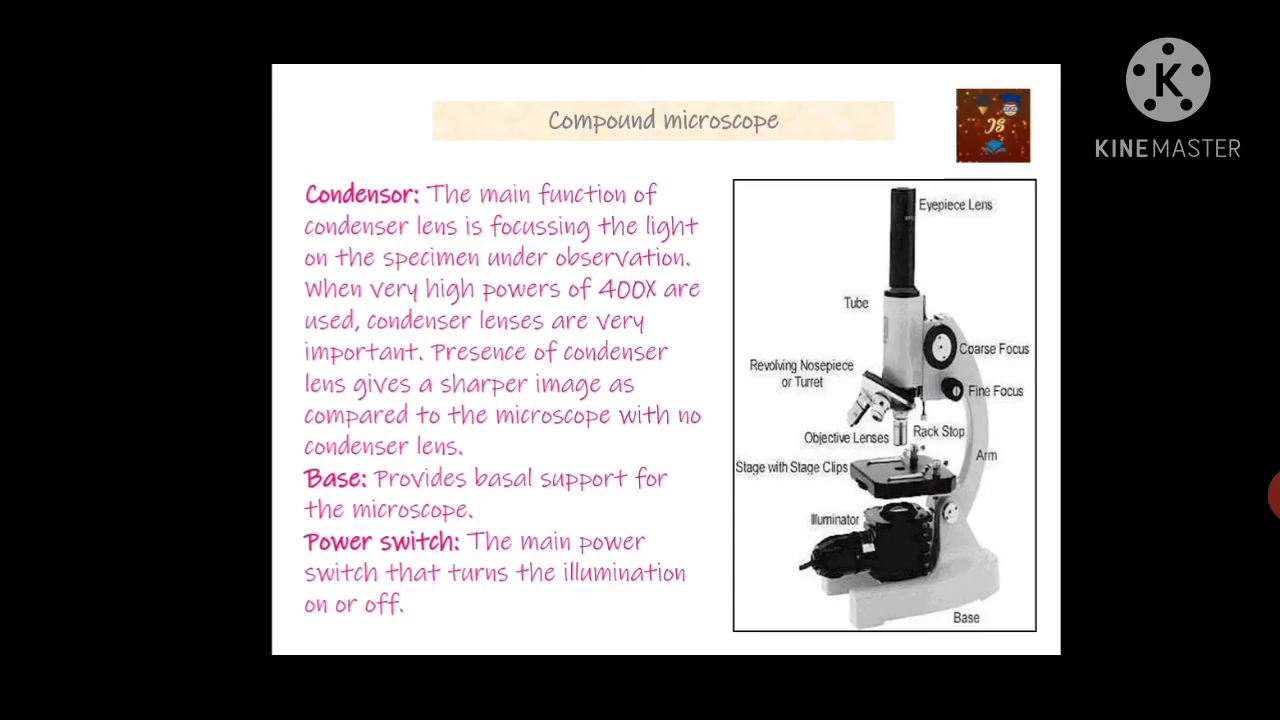 Compound microscope
JS
K
KINEMASTER
Condensor: The main function of
condenser lens is focussing the light
on the specimen under observation.
When very high powers of 400X are
used, condenser lenses are very
important. Presence of condenser
lens gives a sharper image as
compared to the microscope with no
condenser lens.
Base: Provides basal support for
the microscope.
Power switch: The main power
switch that turns the illumination
on or off.
Eyepiece Lens
Tube
Coarse Focus
Revolving Nosepiece
or Turret
Fine Focus
Objective Lenses
Rack Stop
Arm
Stage with Stage Clips
Illuminator
Base